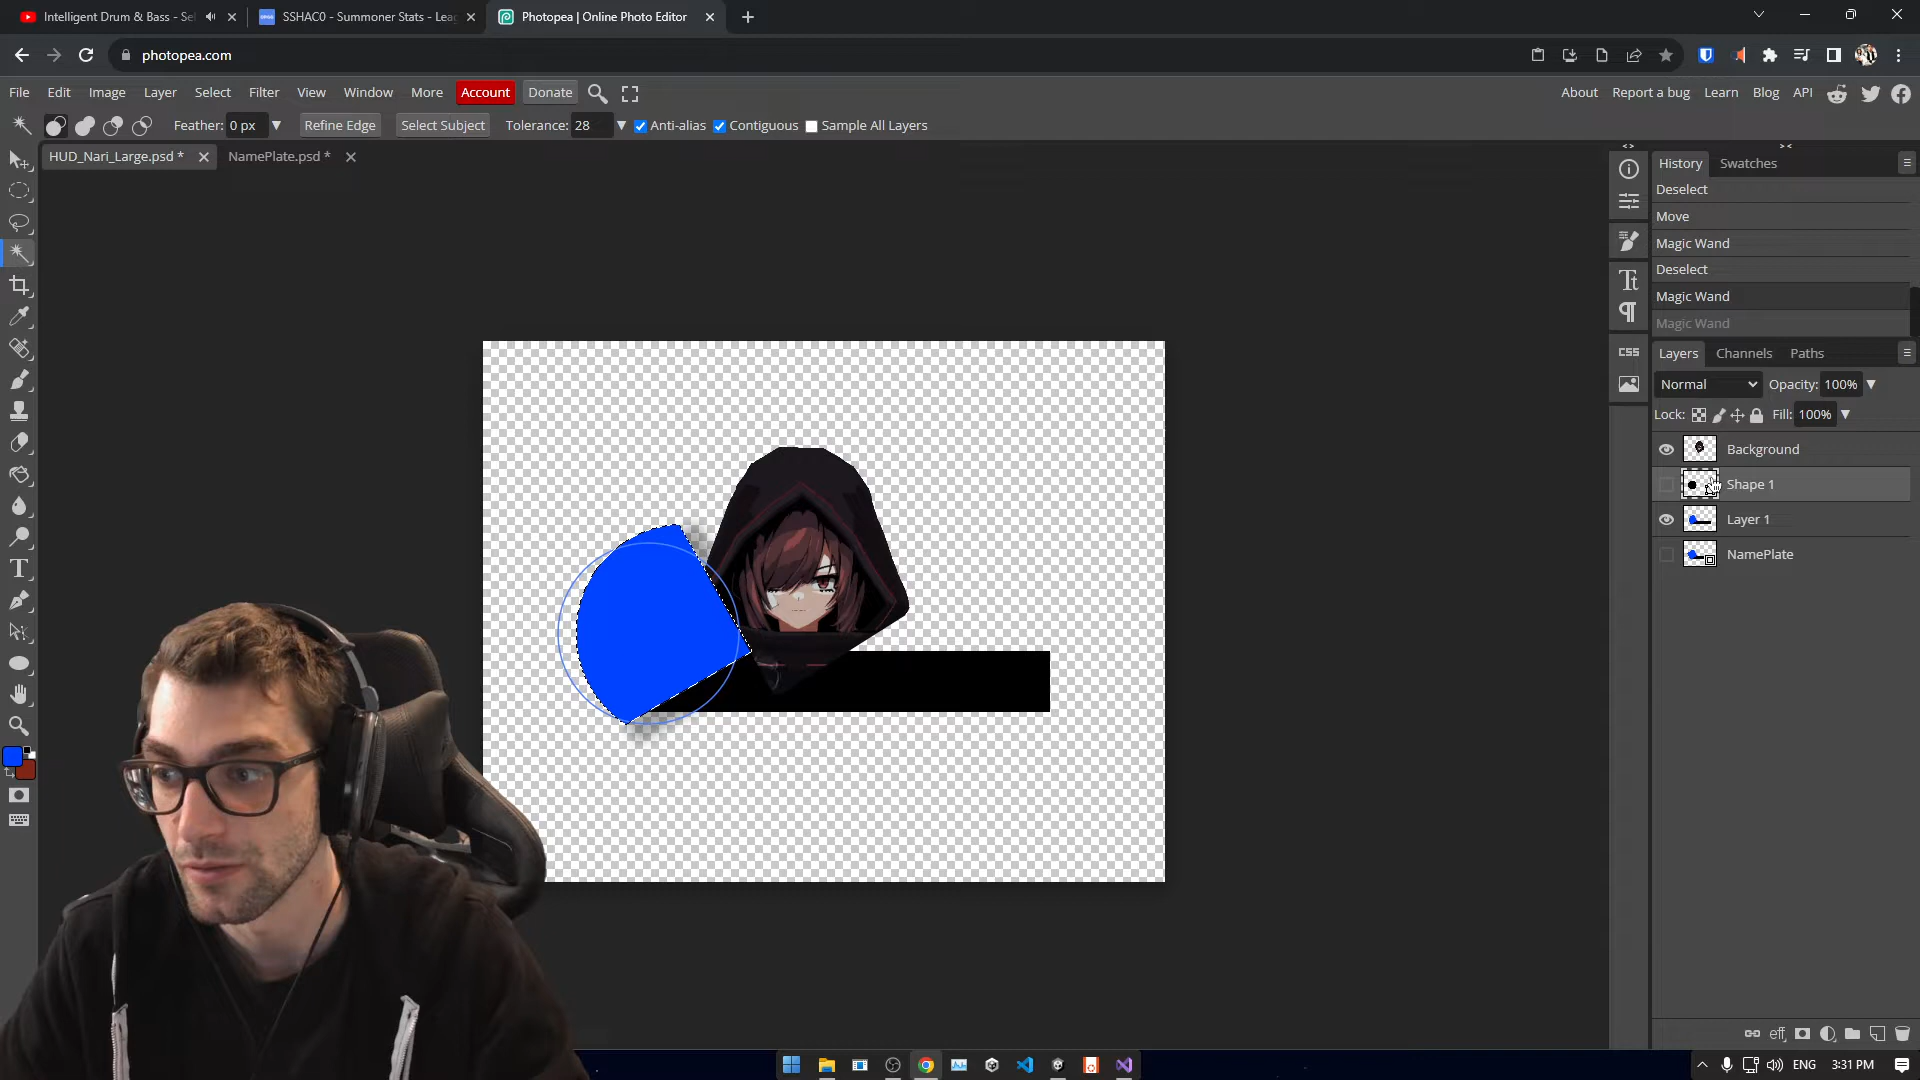 Intelligent Drum & Bass - Se
SSHAC0 - Summoner Stats - Leag
Photopea | Online Photo Editor
photopea.com
File Edit Image Layer Select Filter View Window More Account Donate
About Report a bug Learn Blog API
Feather: 0 px Refine Edge Select Subject Tolerance: 28 Anti-alias Contiguous Sample All Layers
HUD_Nari_Large.psd *
NamePlate.psd *
History Swatches
Deselect
Move
Magic Wand
Deselect
Magic Wand
Magic Wand
CSS
Layers Channels Paths
Normal Opacity: 100%
Lock: Fill: 100%
Background
Shape 1
Layer 1
NamePlate
eff
ENG 3:31 PM